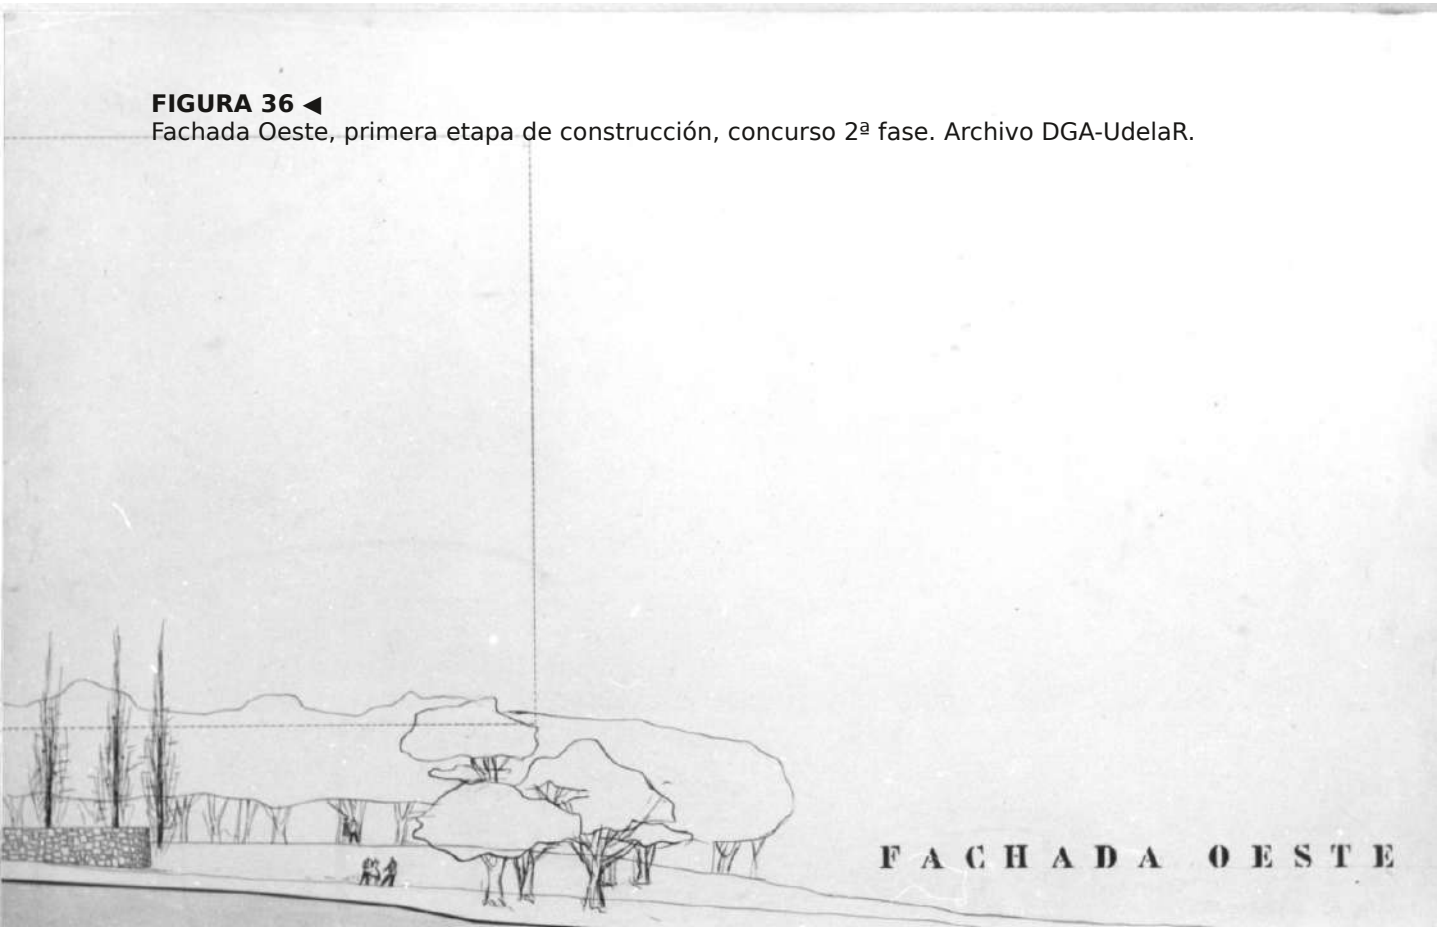 FIGURA 36 ◀
Fachada Oeste, primera etapa de construcción, concurso 2ª fase. Archivo DGA-UdelaR.
FACHADA OESTE